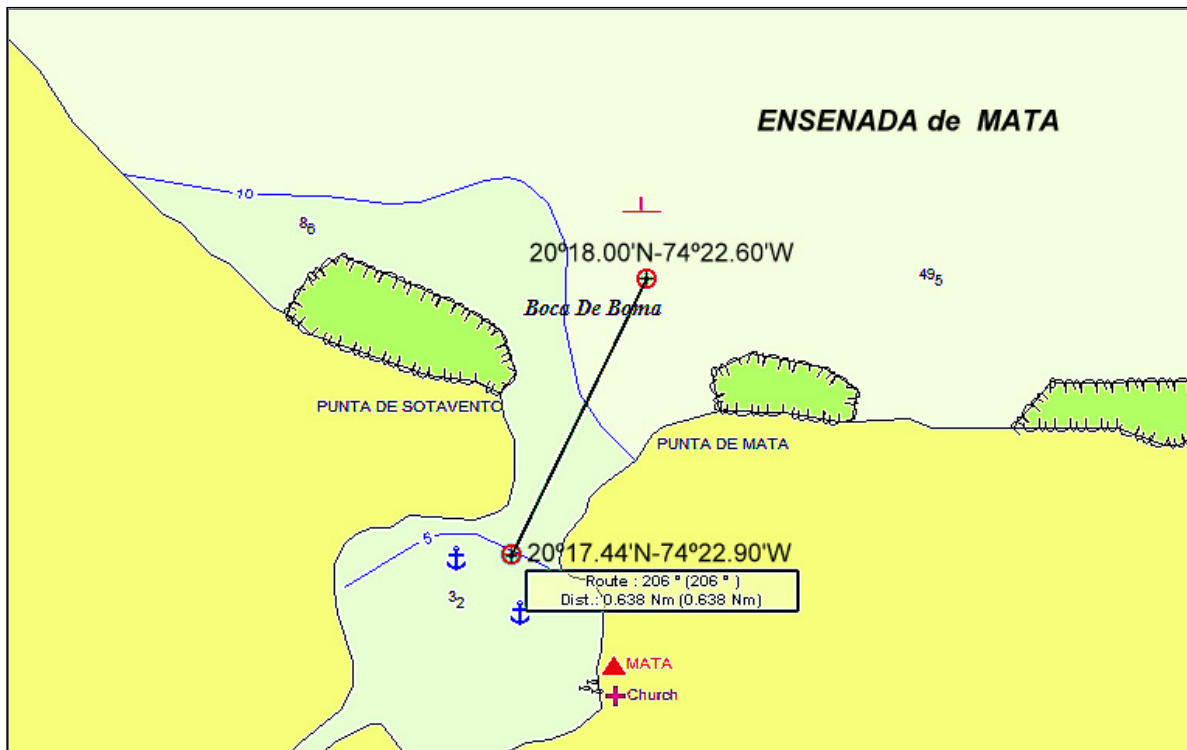 ENSENADA de MATA
10
8₆
20º18.00'N-74º22.60'W
49₅
Boca De Boma
PUNTA DE SOTAVENTO
PUNTA DE MATA
5
20º17.44'N-74º22.90'W
Route : 206 º (206 º )
Dist.: 0.638 Nm (0.638 Nm)
3₂
MATA
Church